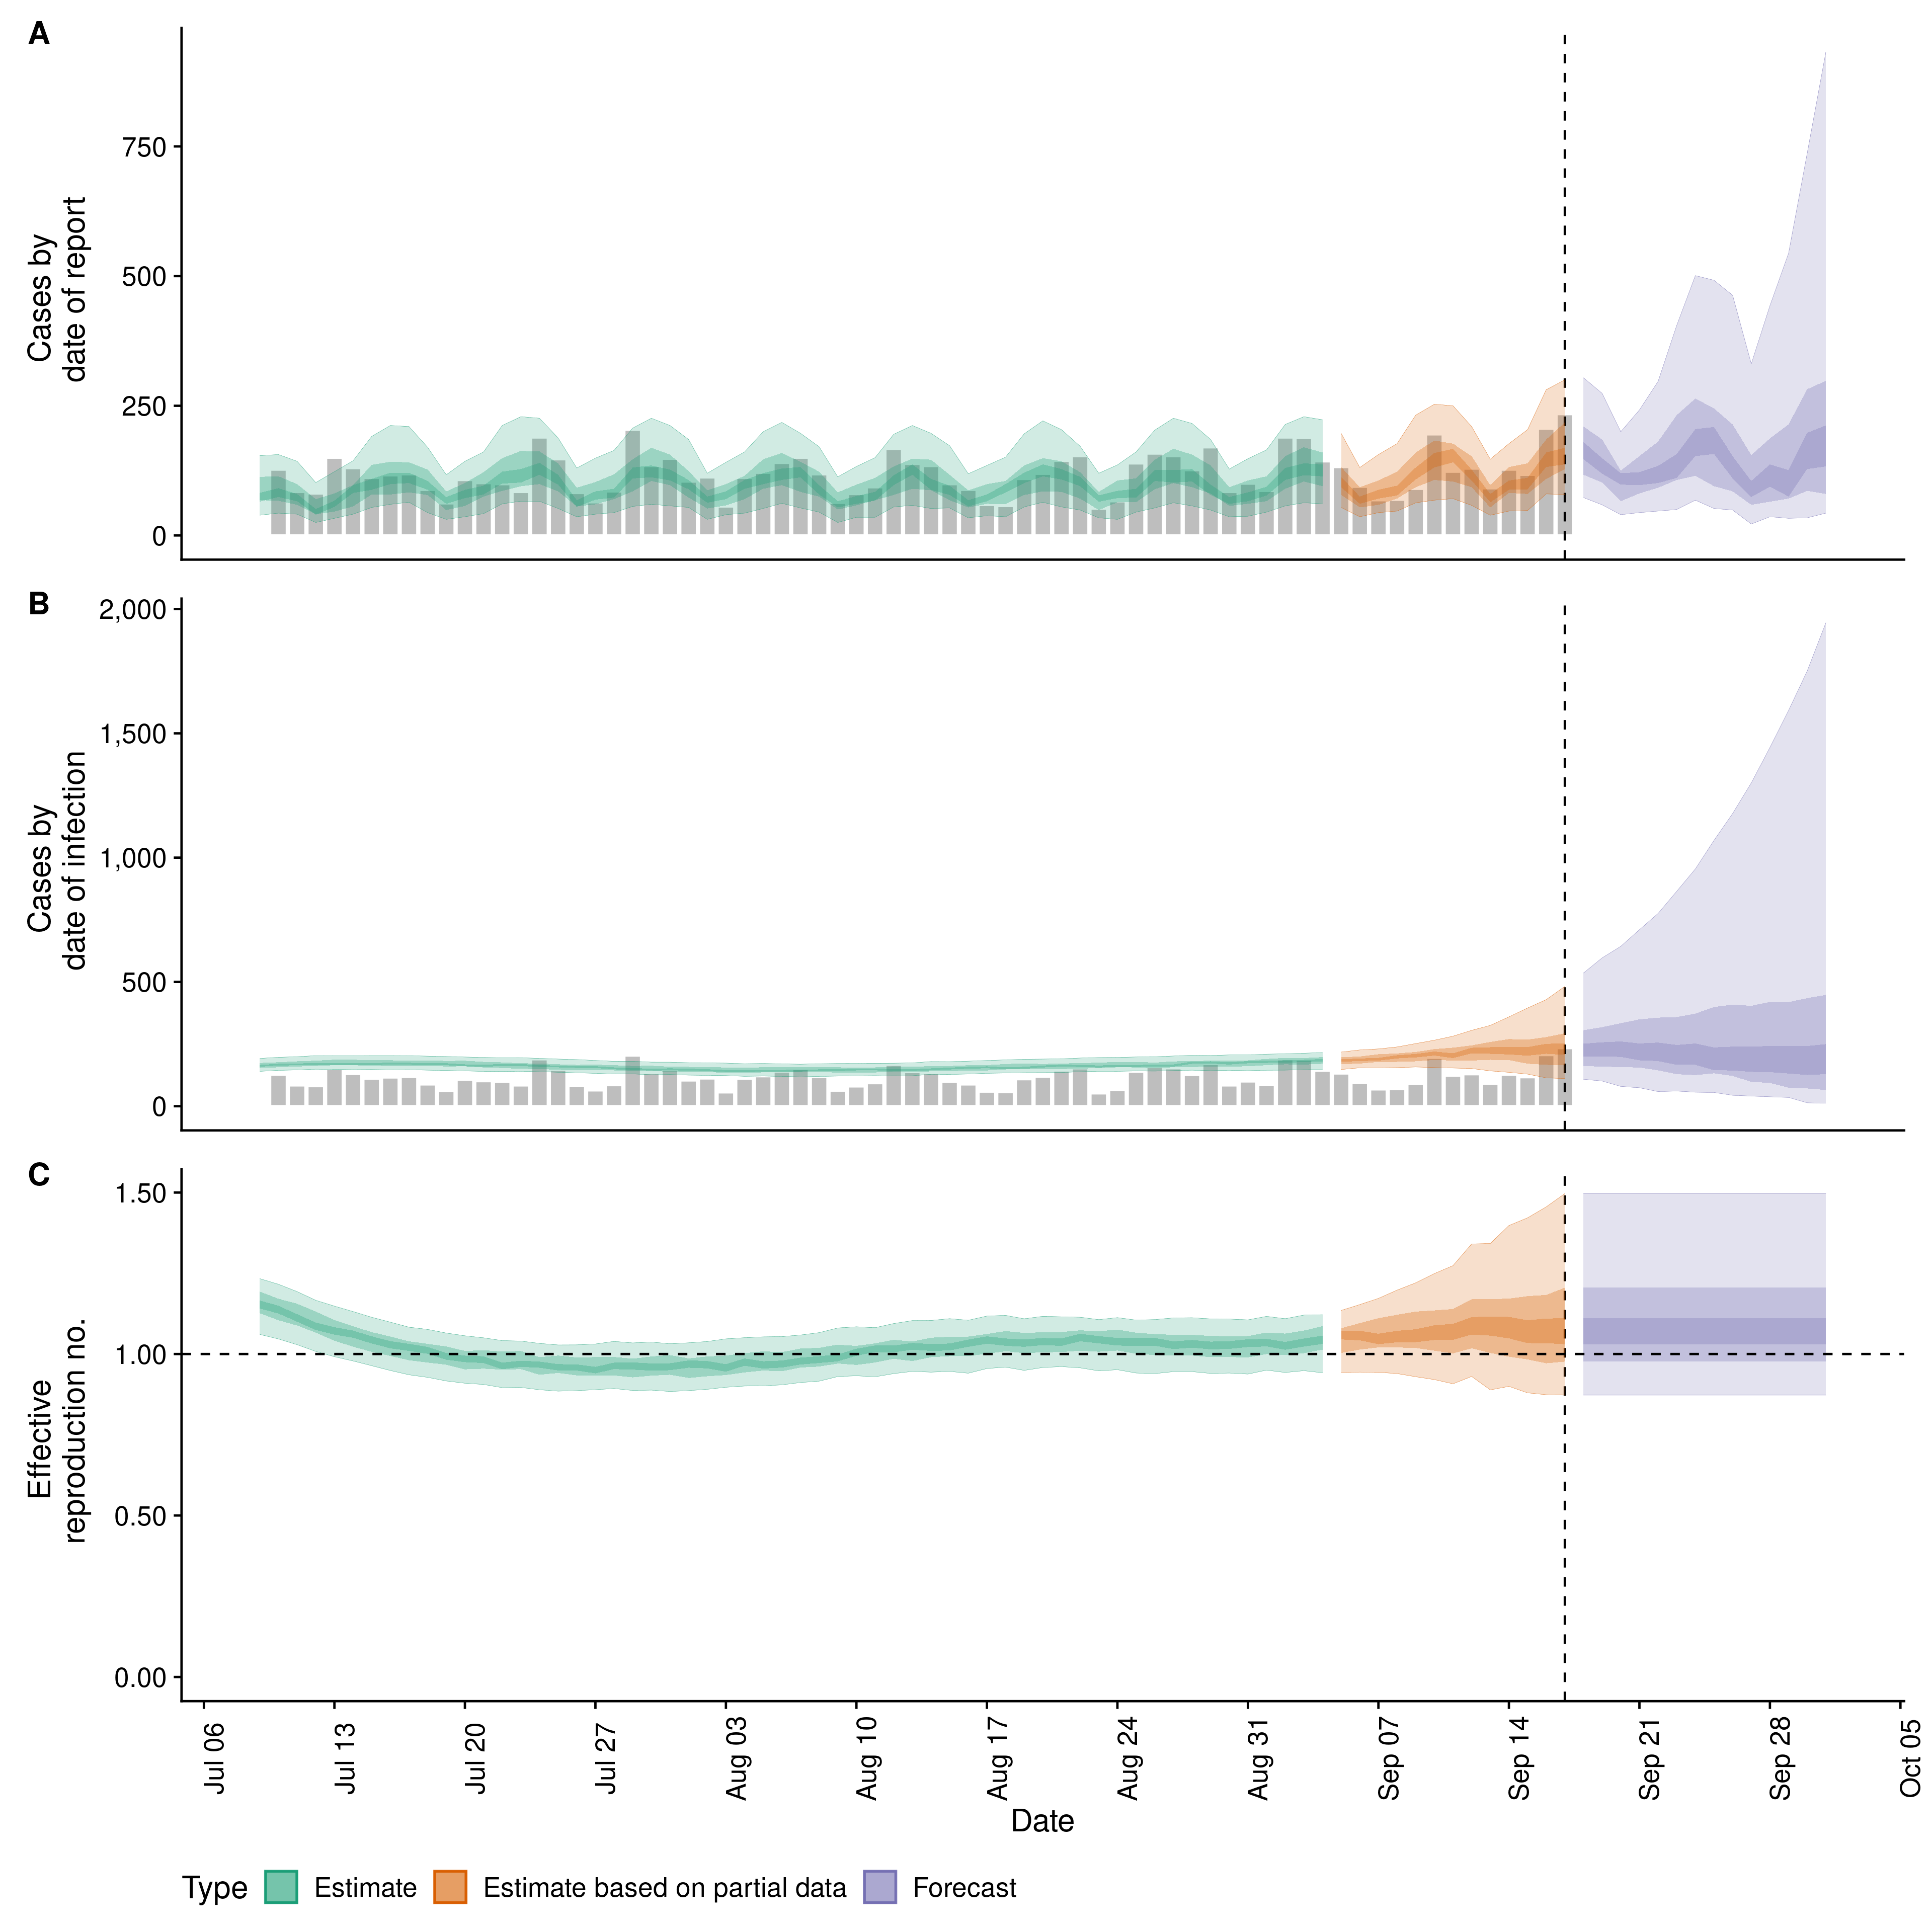 A
Cases by
date of report
750
500
250
0
B
Cases by
date of infection
2,000
1,500
1,000
500
0
C
Effective
reproduction no.
1.50
1.00
0.50
0.00
Jul 06
Jul 13
Jul 20
Jul 27
Aug 03
Aug 10
Aug 17
Aug 24
Aug 31
Sep 07
Sep 14
Sep 21
Sep 28
Oct 05
Date
Type Estimate Estimate based on partial data Forecast